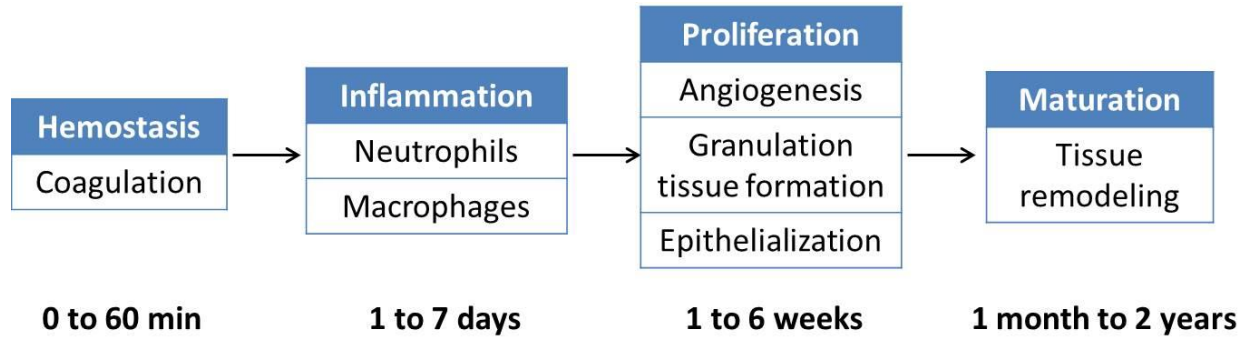 Hemostasis
Coagulation
0 to 60 min
Inflammation
Neutrophils
Macrophages
1 to 7 days
Proliferation
Angiogenesis
Granulation
tissue formation
Epithelialization
1 to 6 weeks
Maturation
Tissue
remodeling
1 month to 2 years